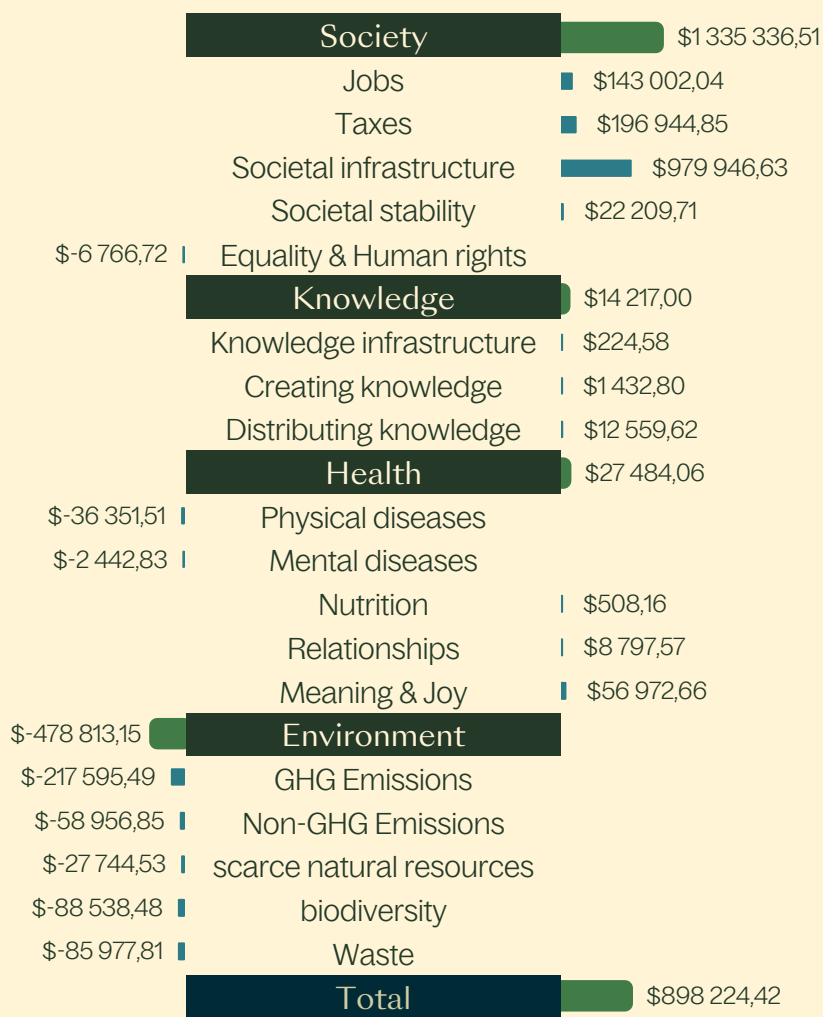 Society $1 335 336,51
Jobs $143 002,04
Taxes $196 944,85
Societal infrastructure $979 946,63
Societal stability $22 209,71
$-6 766,72 Equality & Human rights
Knowledge $14 217,00
Knowledge infrastructure $224,58
Creating knowledge $1 432,80
Distributing knowledge $12 559,62
Health $27 484,06
$-36 351,51 Physical diseases
$-2 442,83 Mental diseases
Nutrition $508,16
Relationships $8 797,57
Meaning & Joy $56 972,66
$-478 813,15 Environment
$-217 595,49 GHG Emissions
$-58 956,85 Non-GHG Emissions
$-27 744,53 scarce natural resources
$-88 538,48 biodiversity
$-85 977,81 Waste
Total $898 224,42